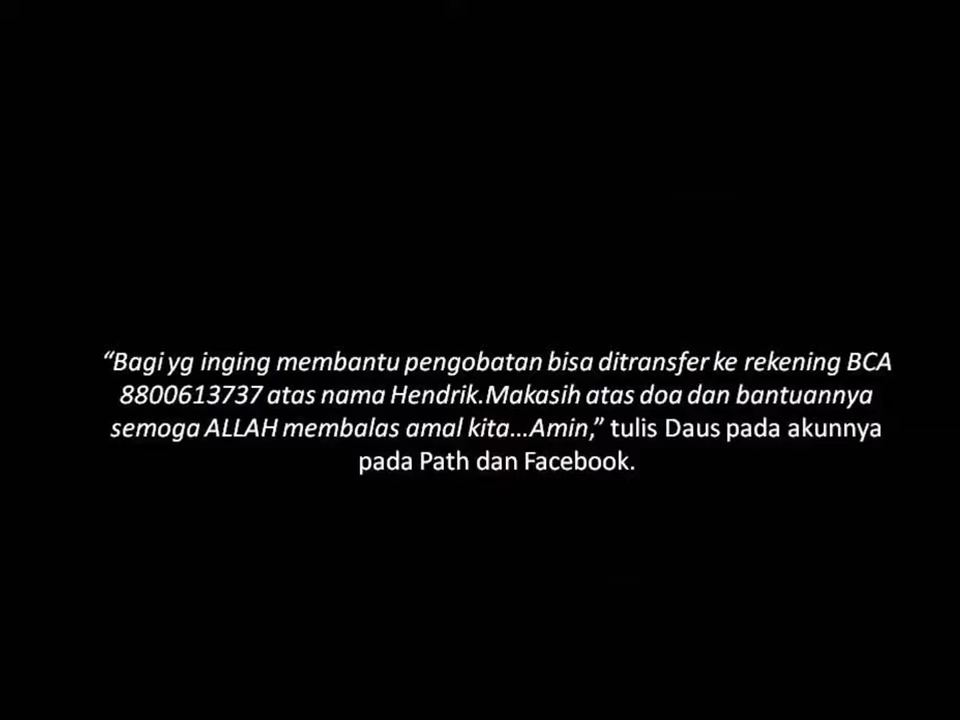 “Bagi yg inging membantu pengobatan bisa ditransfer ke rekening BCA
8800613737 atas nama Hendrik.Makasih atas doa dan bantuannya
semoga ALLAH membalas amal kita…Amin,” tulis Daus pada akunnya
pada Path dan Facebook.